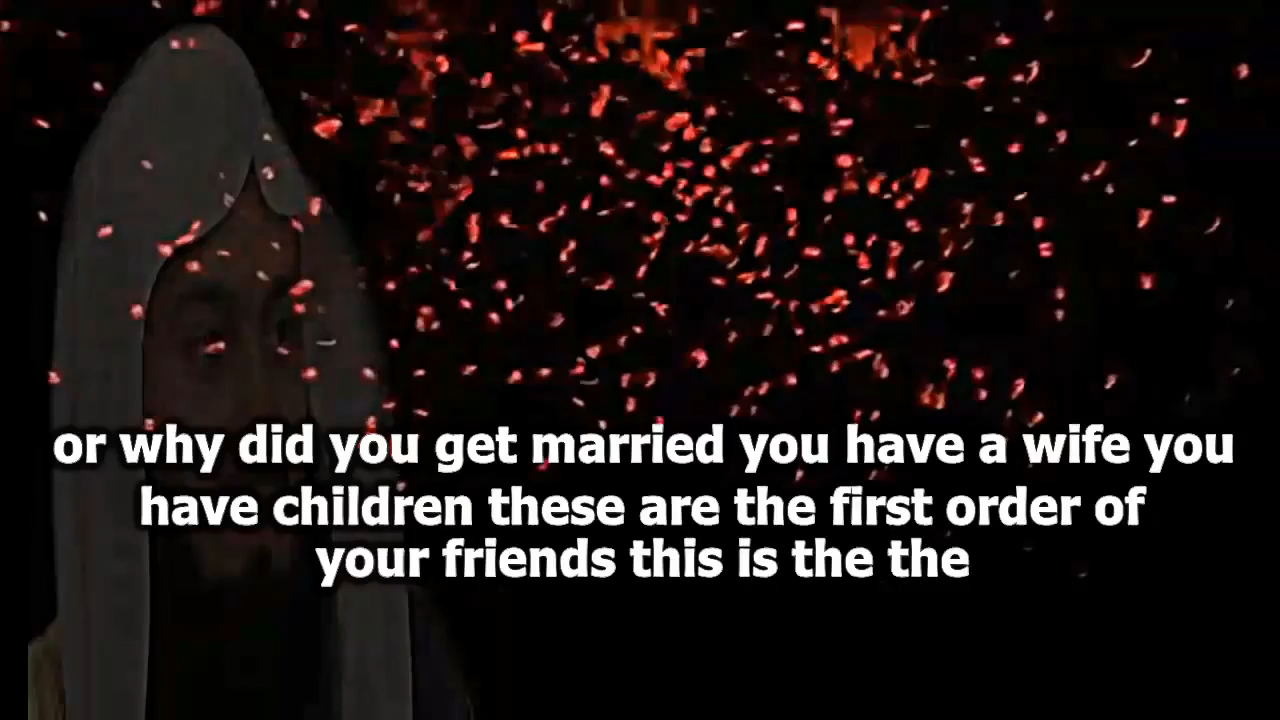 or why did you get married you have a wife you
have children these are the first order of
your friends this is the the